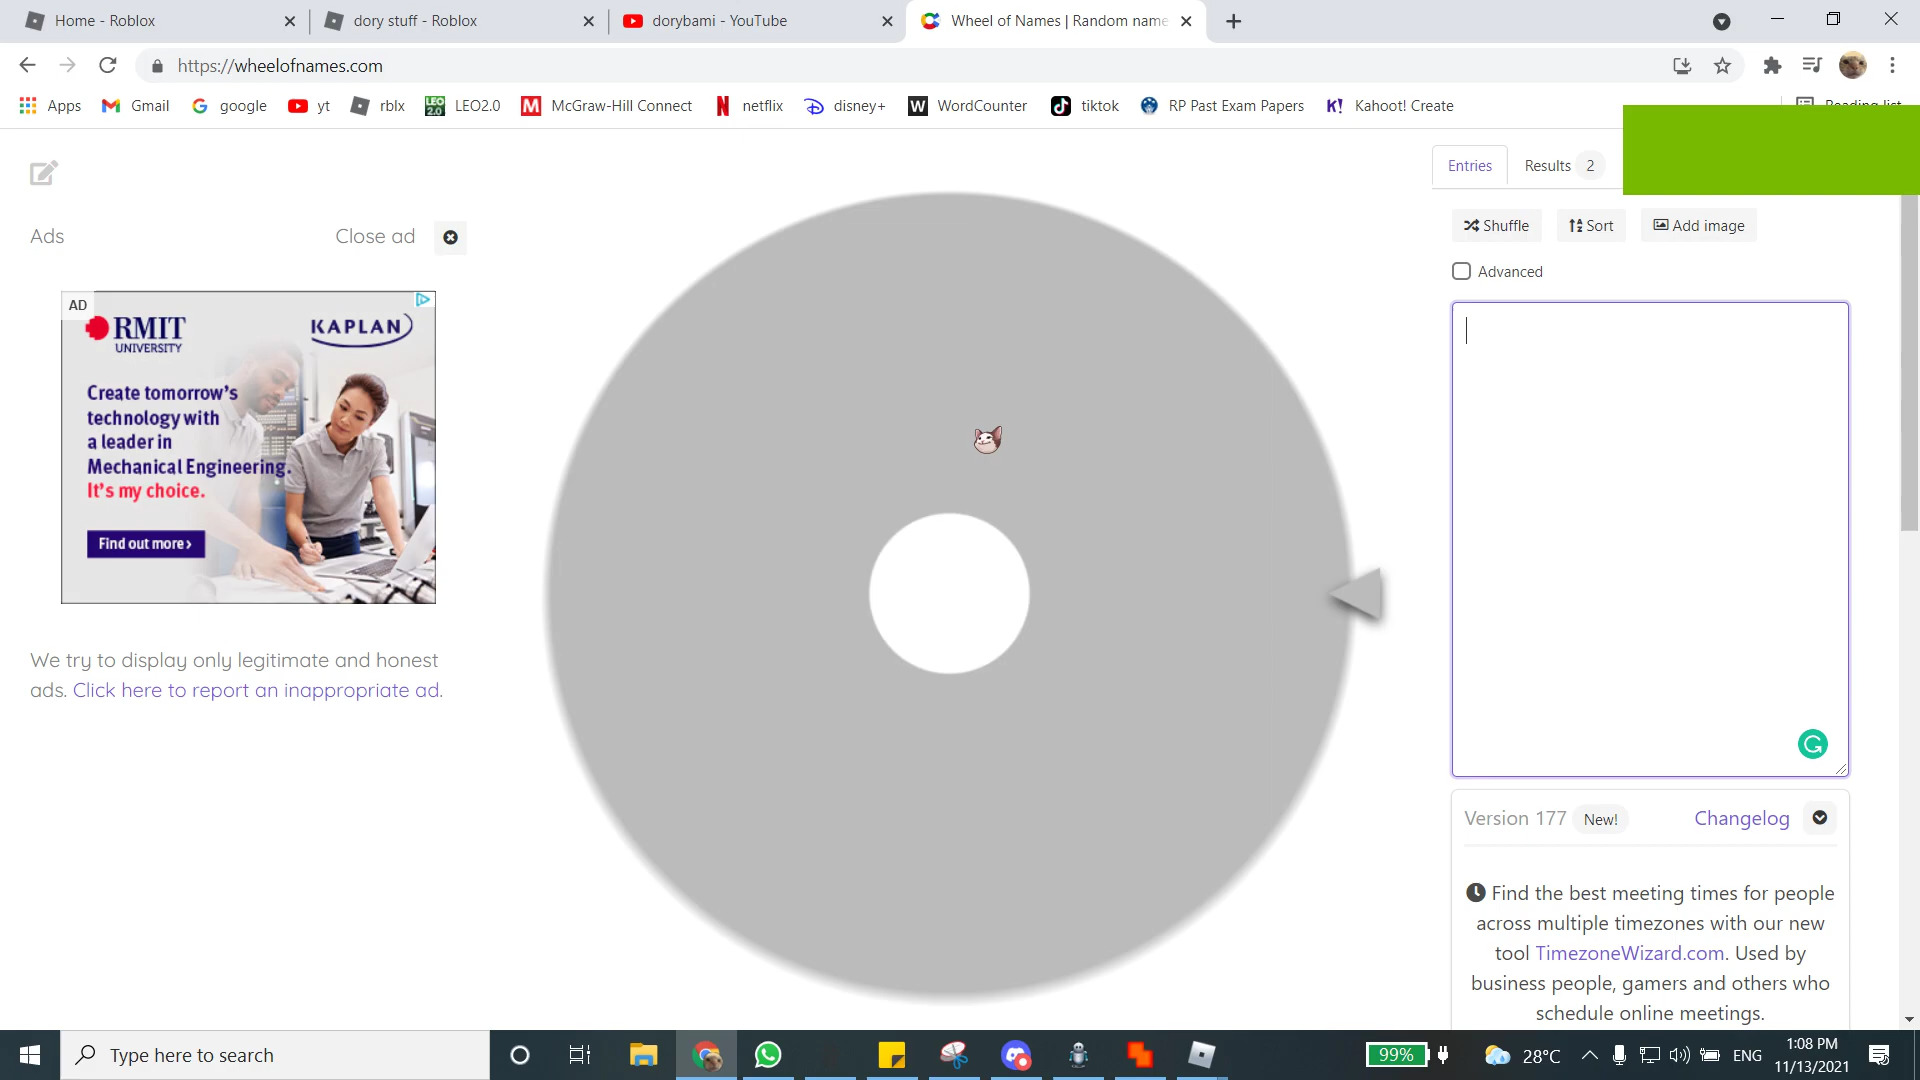 Home - Roblox
dory stuff - Roblox
dorybami - YouTube
Wheel of Names | Random name
https://wheelofnames.com
Apps
Gmail
google
yt
rblx
LEO2.0
McGraw-Hill Connect
netflix
disney+
WordCounter
tiktok
RP Past Exam Papers
Kahoot! Create
Reading list
Entries
Results 2
Ads
Close ad
Shuffle
Sort
Add image
Advanced
AD
RMIT
UNIVERSITY
KAPLAN
Create tomorrow's
technology with
a leader in
Mechanical Engineering.
It's my choice.
Find out more›
We try to display only legitimate and honest
ads. Click here to report an inappropriate ad.
Version 177 New! Changelog
Find the best meeting times for people
across multiple timezones with our new
tool TimezoneWizard.com. Used by
business people, gamers and others who
schedule online meetings.
Type here to search
99%
28°C
ENG
1:08 PM
11/13/2021